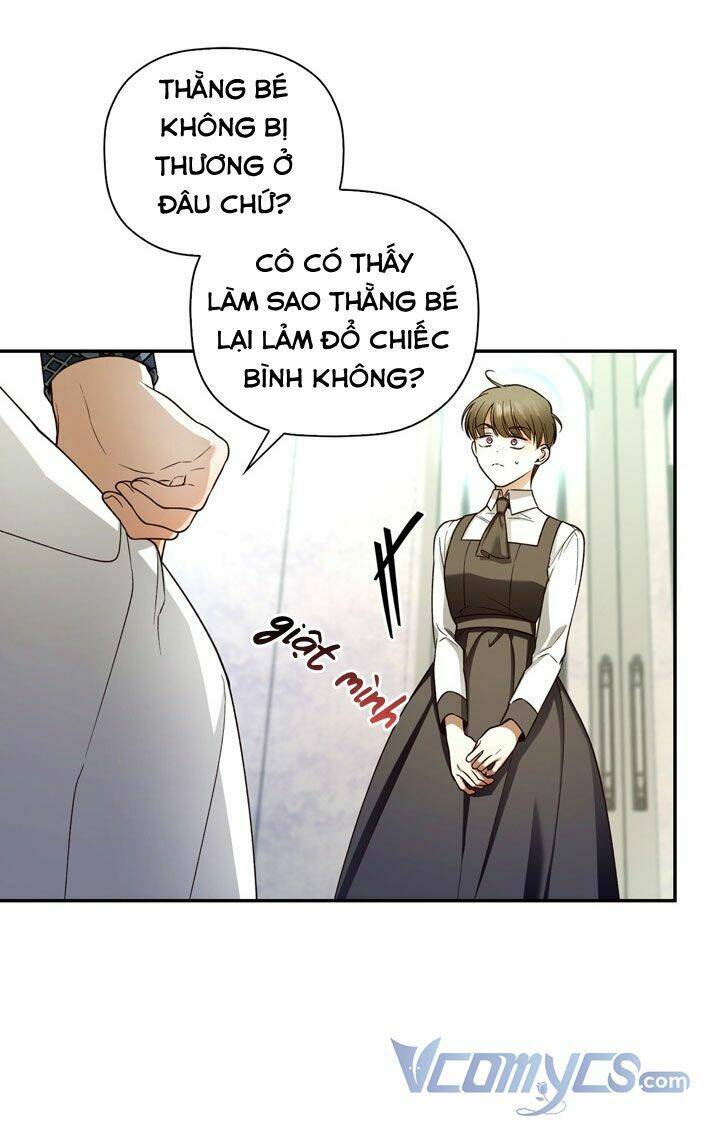 THẰNG BÉ
KHÔNG BỊ
THƯƠNG Ở
ĐÂU CHỨ?
CÔ CÓ THẤY
LÀM SAO THẰNG BÉ
LẠI LẢM ĐỔ CHIẾC
BÌNH KHÔNG?
giật mình
VCOMYCS.com